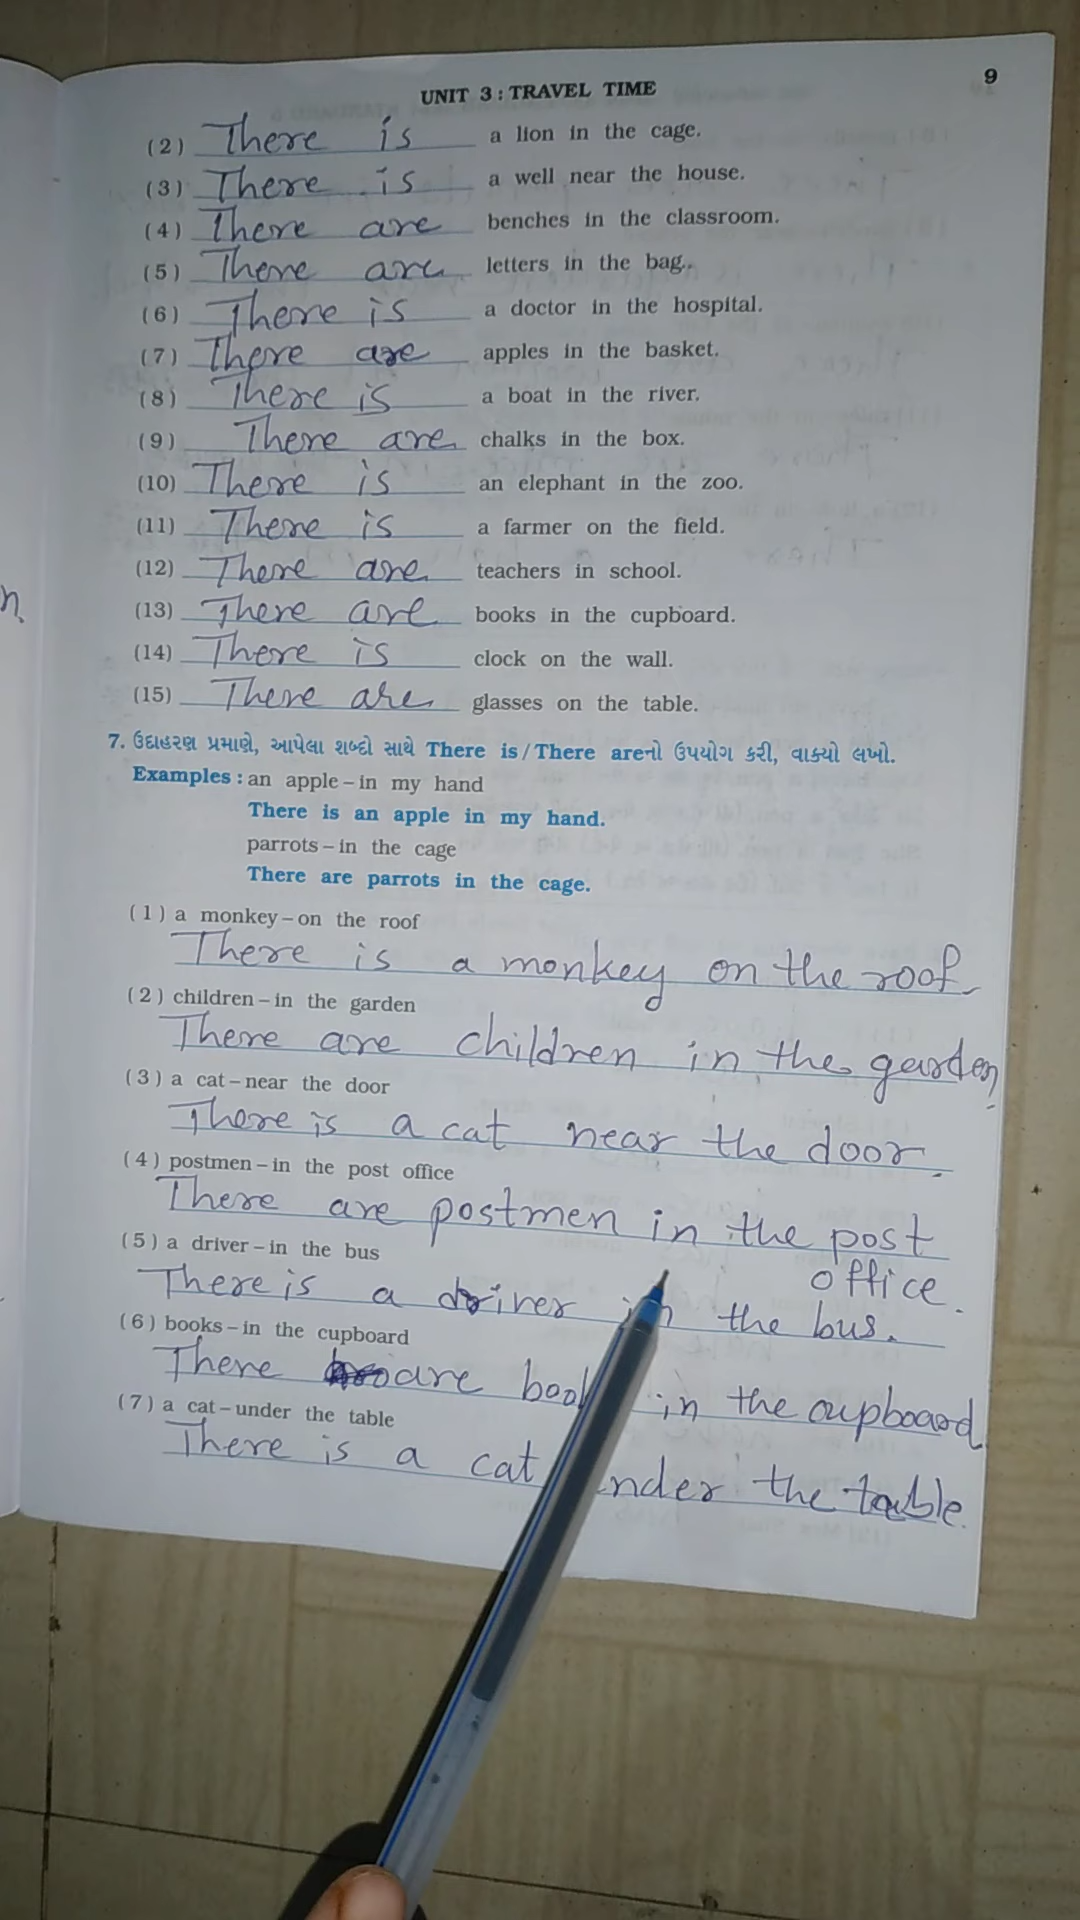 UNIT 3 : TRAVEL TIME 9
(2) There is a lion in the cage.
(3) There is a well near the house.
(4) There are benches in the classroom.
(5) There are letters in the bag.
(6) There is a doctor in the hospital.
(7) There are apples in the basket.
(8) There is a boat in the river.
(9) There are chalks in the box.
(10) There is an elephant in the zoo.
(11) There is a farmer on the field.
(12) There are teachers in school.
(13) There are books in the cupboard.
(14) There is clock on the wall.
(15) There are glasses on the table.
7. ઉદાહરણ પ્રમાણે, આપેલા શબ્દો સાથે There is / There areનો ઉપયોગ કરી, વાક્યો લખો.
Examples : an apple – in my hand
There is an apple in my hand.
parrots – in the cage
There are parrots in the cage.
(1) a monkey – on the roof
There is a monkey on the roof.
(2) children – in the garden
There are children in the garden.
(3) a cat – near the door
There is a cat near the door.
(4) postmen – in the post office
There are postmen in the post
office.
(5) a driver – in the bus
There is a driver in the bus.
(6) books – in the cupboard
There are in the cupboard
(7) a cat – under the table
There is a cat the table.